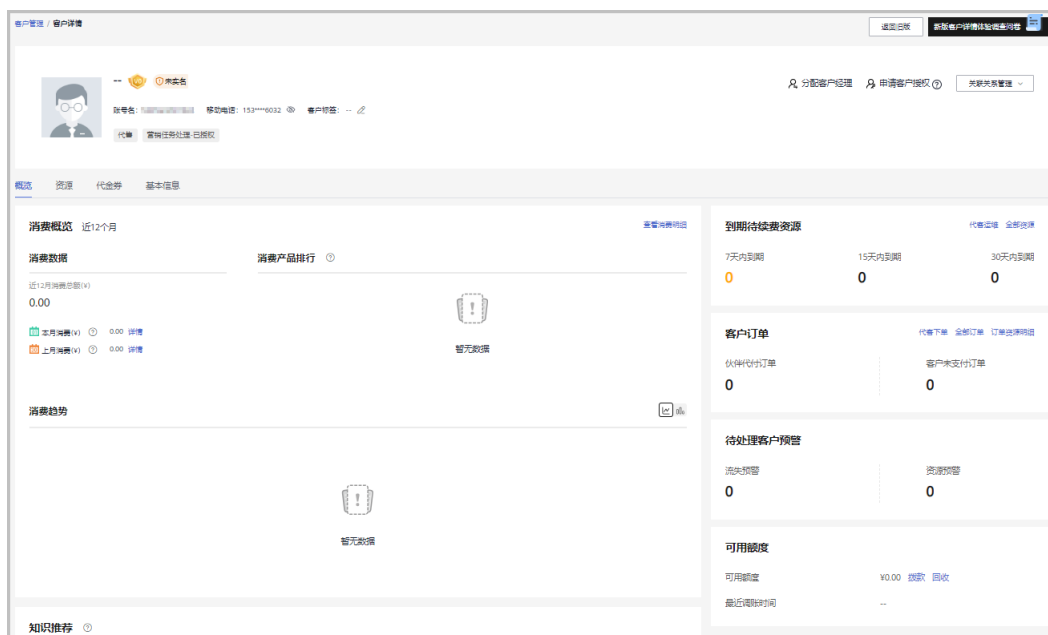 客户管理 / 客户详情
返回旧版 新版客户详情体验调查问卷
-- 未实名
分配客户经理 申请客户授权 关联关系管理
账号名: 移动电话: 153****6032 客户标签: --
代售 营销任务处理-已授权
概览 资源 代金券 基本信息
消费概览 近12个月 查看消费明细
消费数据
消费产品排行
近12月消费总额(¥)
0.00
本月消费(¥) 0.00 详情
上月消费(¥) 0.00 详情
暂无数据
消费趋势
暂无数据
知识推荐
到期待续费资源 代客运维 全部资源
7天内到期 15天内到期 30天内到期
0 0 0
客户订单 代客下单 全部订单 订单资源明细
伙伴代付订单 客户未支付订单
0 0
待处理客户预警
流失预警 资源预警
0 0
可用额度
可用额度 ¥0.00 拨款 回收
最近调账时间 --